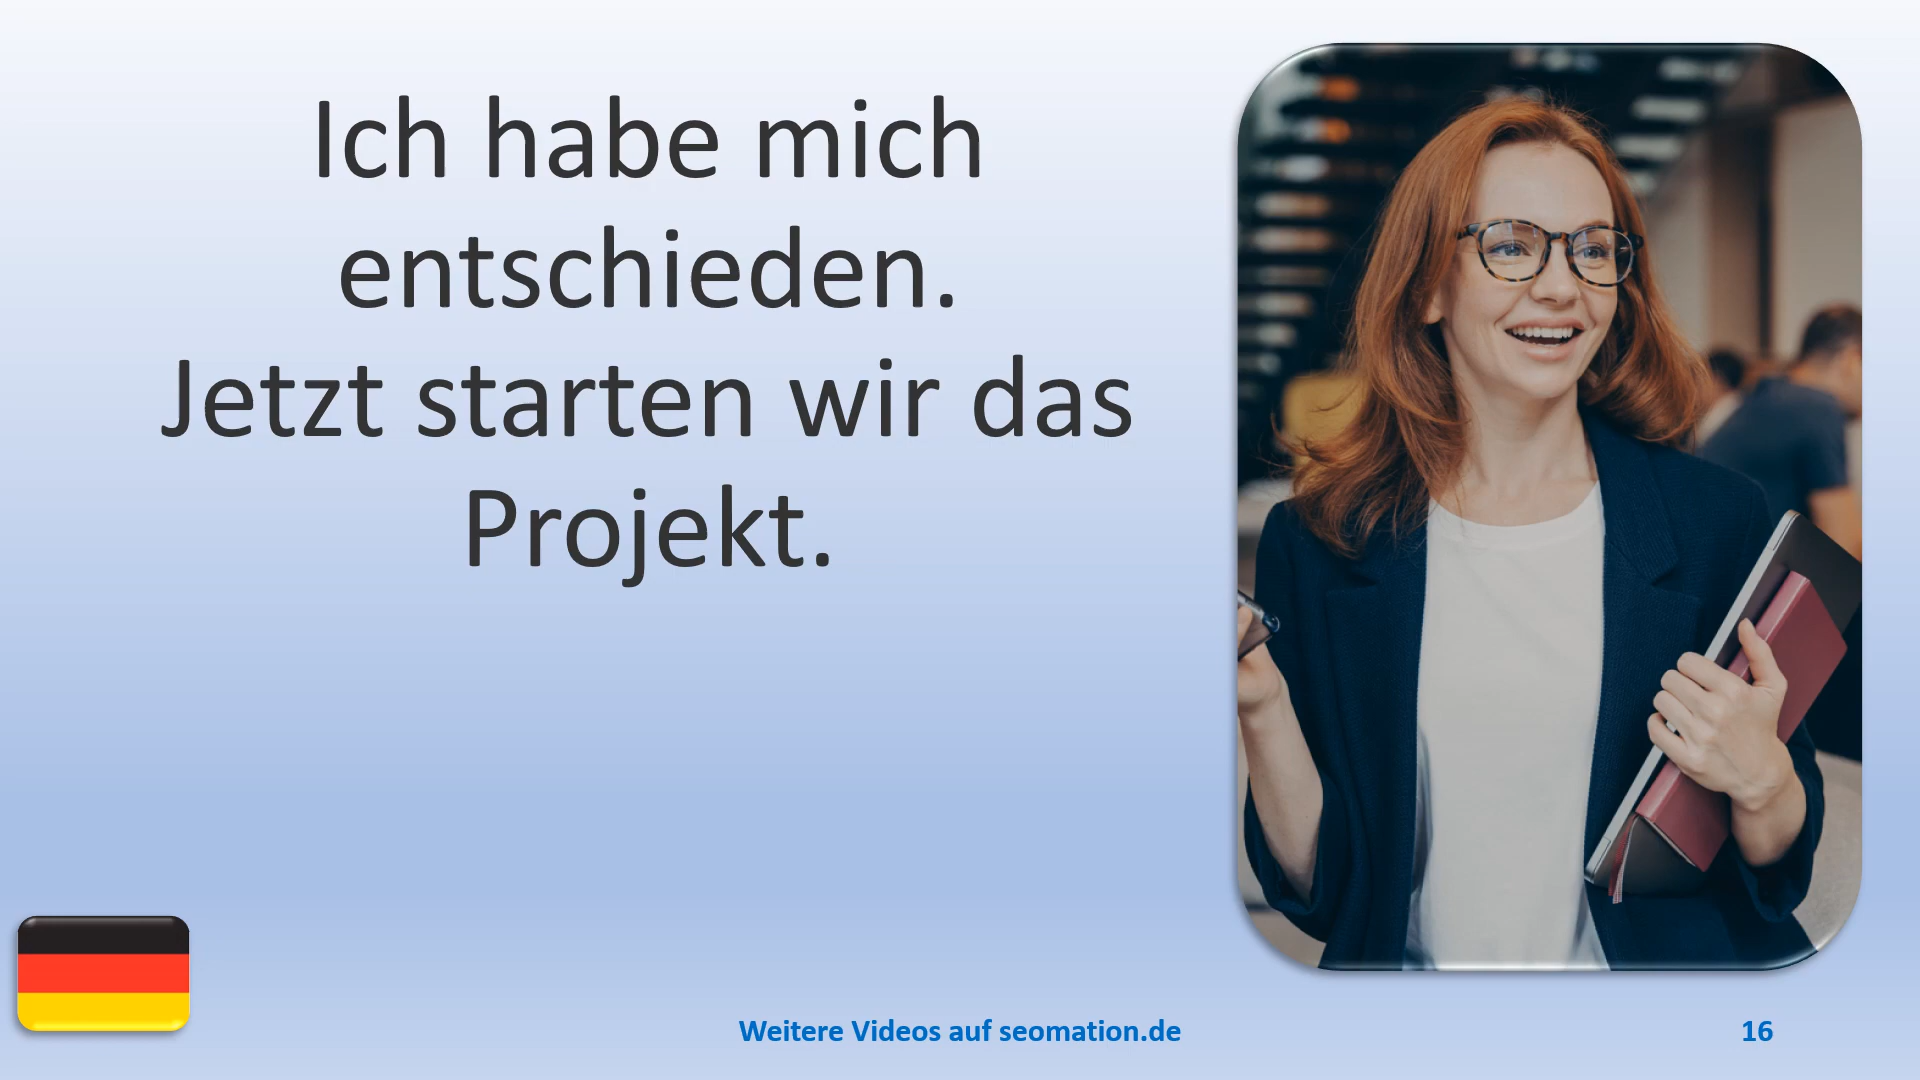 Ich habe mich
entschieden.
Jetzt starten wir das
Projekt.
Weitere Videos auf seomation.de
16